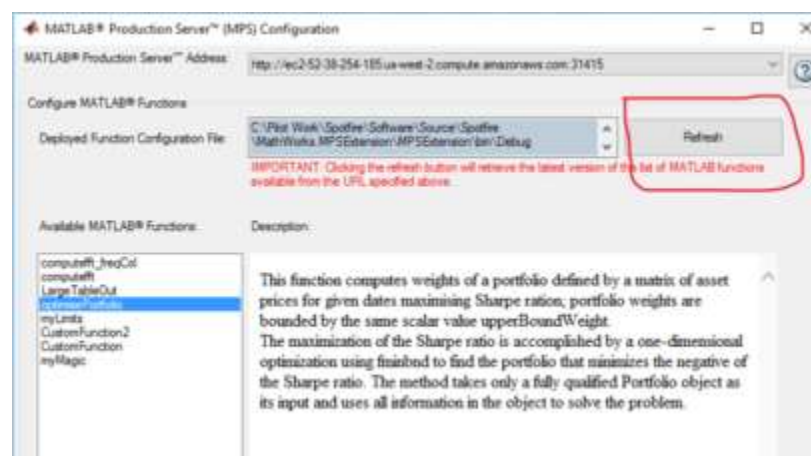 MATLAB® Production Server™ (MPS) Configuration
MATLAB® Production Server™ Address:
http://ec2-52-38-254-185.us-west-2.compute.amazonaws.com:31415
Configure MATLAB® Functions
Deployed Function Configuration File:
C:\Pilot Work\Spotfire\Software\Source\Spotfire
\MathWorks.MPSExtension\MPSExtension\bin\Debug
Refresh
IMPORTANT: Clicking the refresh button will retrieve the latest version of the list of MATLAB functions
available from the URL specified above.
Available MATLAB® Functions:
Description:
computefft_freqCol
computefft
LargeTableOut
optimisePortfolio
myLimits
CustomFunction2
CustomFunction
myMagic
This function computes weights of a portfolio defined by a matrix of asset
prices for given dates maximising Sharpe ration; portfolio weights are
bounded by the same scalar value upperBoundWeight.
The maximization of the Sharpe ratio is accomplished by a one-dimensional
optimization using fminbnd to find the portfolio that minimizes the negative of
the Sharpe ratio. The method takes only a fully qualified Portfolio object as
its input and uses all information in the object to solve the problem.